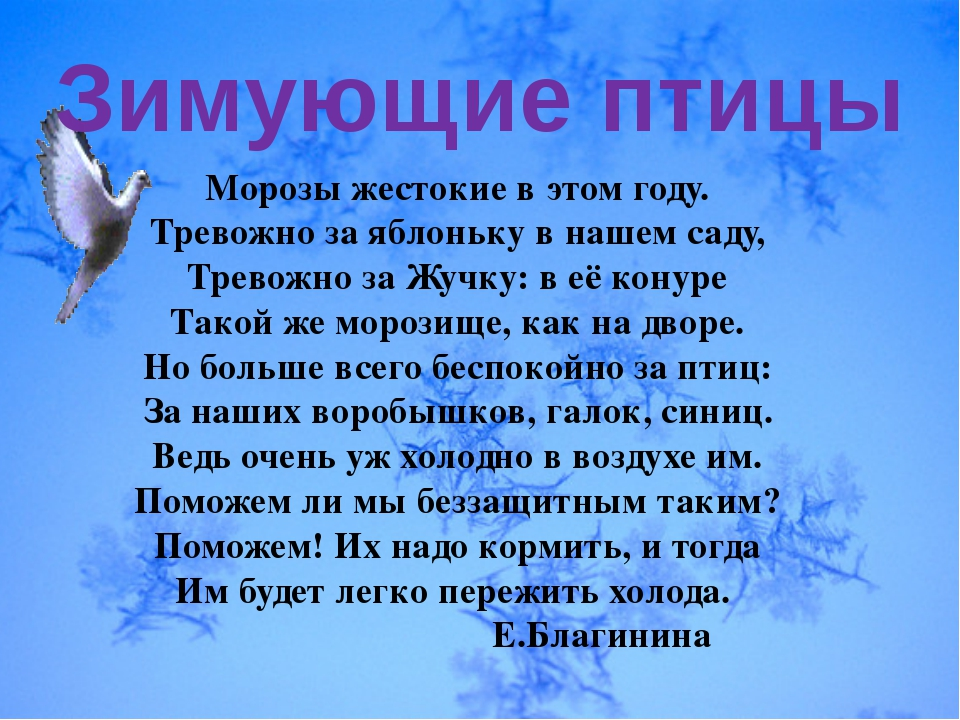 Зимующие птицы
Морозы жестокие в этом году.
Тревожно за яблоньку в нашем саду,
Тревожно за Жучку: в её конуре
Такой же морозище, как на дворе.
Но больше всего беспокойно за птиц:
За наших воробышков, галок, синиц.
Ведь очень уж холодно в воздухе им.
Поможем ли мы беззащитным таким?
Поможем! Их надо кормить, и тогда
Им будет легко пережить холода.
Е.Благинина